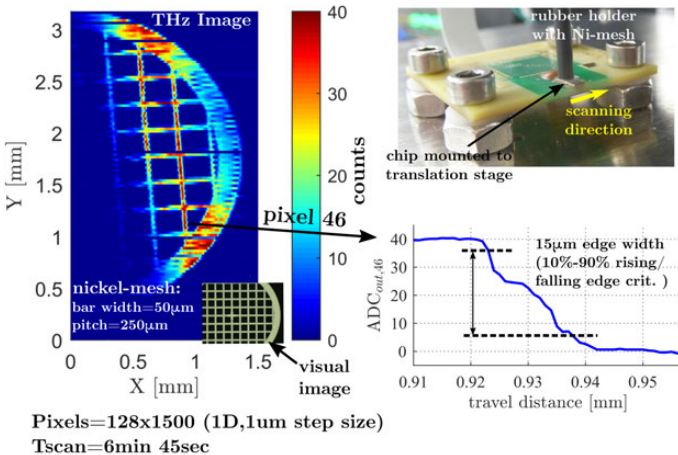 THz Image
Y [mm]
3
2.5
2
1.5
1
0.5
0
0
0.5
1
1.5
X [mm]
40
30
20
10
0
counts
nickel-mesh:
bar width=50μm
pitch=250μm
visual
image
pixel 46
Pixels=128x1500 (1D,1um step size)
Tscan=6min 45sec
rubber holder
with Ni-mesh
scanning
direction
chip mounted to
translation stage
ADCout,46
40
30
20
10
0
15μm edge width
(10%-90% rising/
falling edge crit. )
0.91
0.92
0.93
0.94
0.95
travel distance [mm]